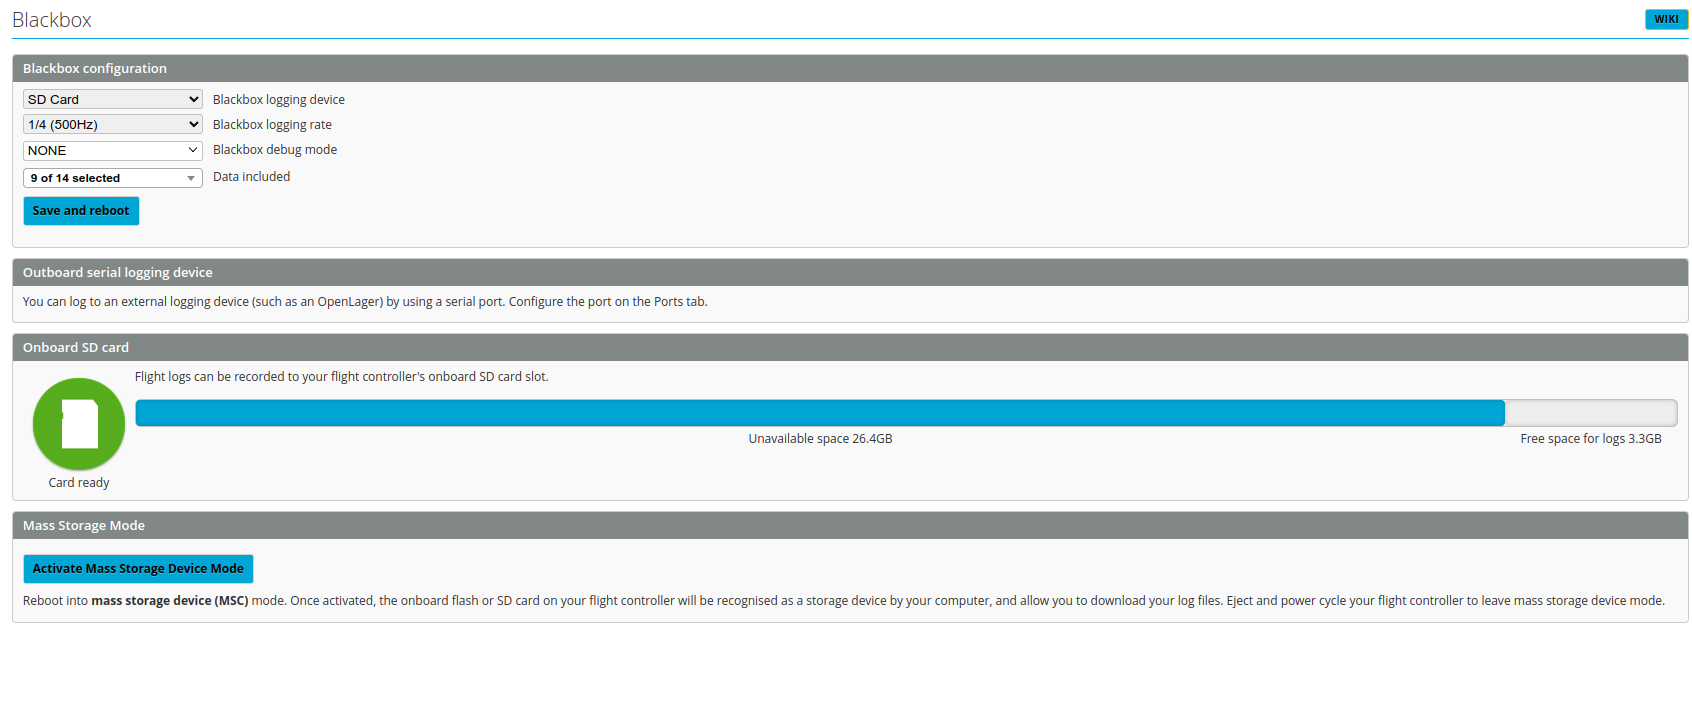 Blackbox
WIKI
Blackbox configuration
SD Card Blackbox logging device
1/4 (500Hz) Blackbox logging rate
NONE Blackbox debug mode
9 of 14 selected Data included
Save and reboot
Outboard serial logging device
You can log to an external logging device (such as an OpenLager) by using a serial port. Configure the port on the Ports tab.
Onboard SD card
Flight logs can be recorded to your flight controller's onboard SD card slot.
Unavailable space 26.4GB Free space for logs 3.3GB
Card ready
Mass Storage Mode
Activate Mass Storage Device Mode
Reboot into mass storage device (MSC) mode. Once activated, the onboard flash or SD card on your flight controller will be recognised as a storage device by your computer, and allow you to download your log files. Eject and power cycle your flight controller to leave mass storage device mode.